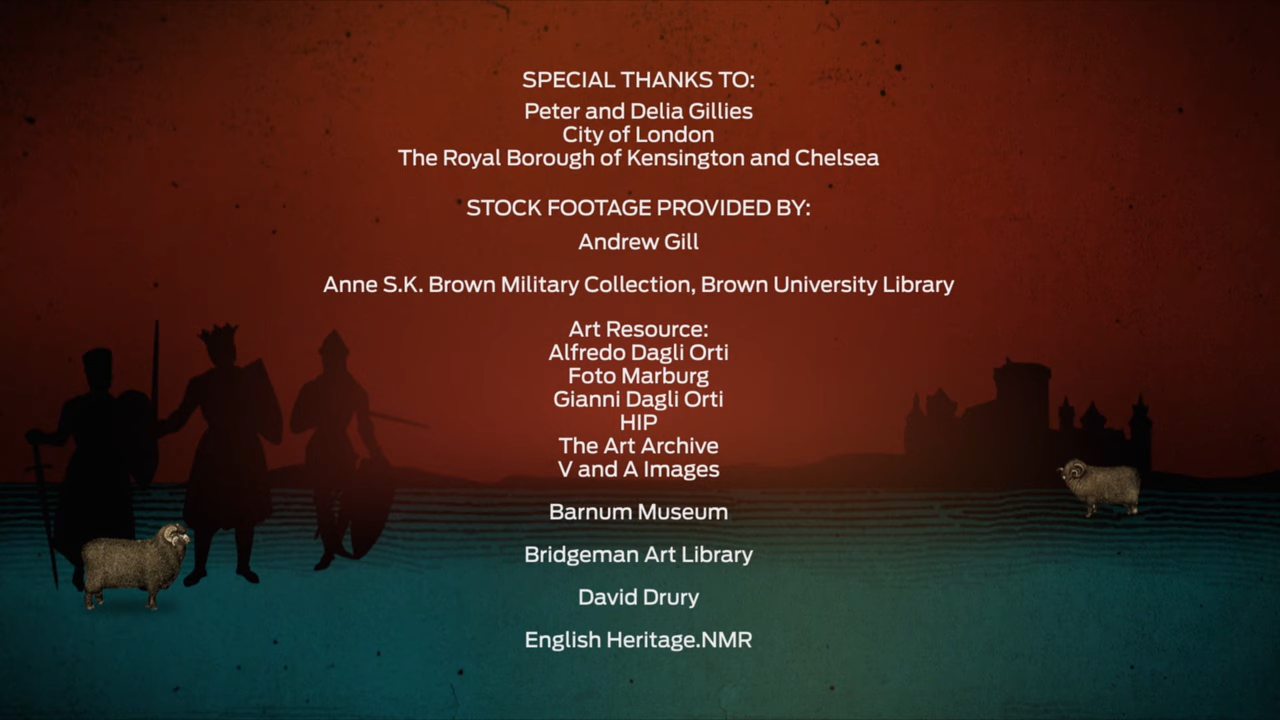 SPECIAL THANKS TO:
Peter and Delia Gillies
City of London
The Royal Borough of Kensington and Chelsea
STOCK FOOTAGE PROVIDED BY:
Andrew Gill
Anne S.K. Brown Military Collection, Brown University Library
Art Resource:
Alfredo Dagli Orti
Foto Marburg
Gianni Dagli Orti
HIP
The Art Archive
V and A Images
Barnum Museum
Bridgeman Art Library
David Drury
English Heritage.NMR